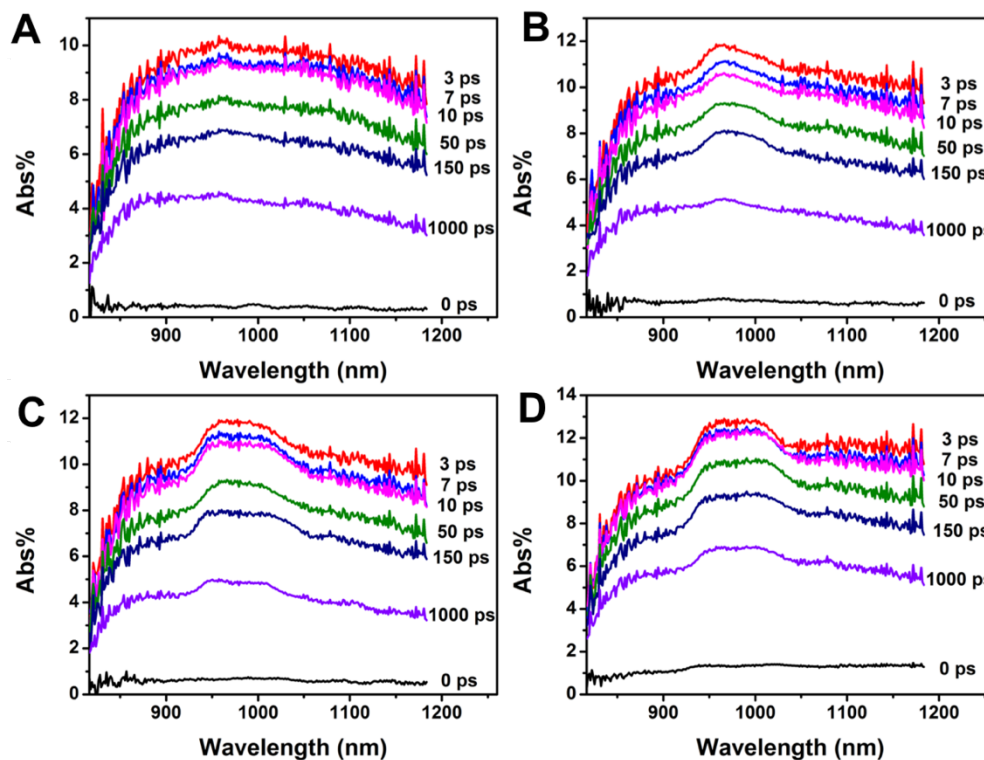 A
Abs%
10
8
6
4
2
0
3 ps
7 ps
10 ps
50 ps
150 ps
1000 ps
0 ps
900 1000 1100 1200
Wavelength (nm)
B
Abs%
12
10
8
6
4
2
0
3 ps
7 ps
10 ps
50 ps
150 ps
1000 ps
0 ps
900 1000 1100 1200
Wavelength (nm)
C
Abs%
12
10
8
6
4
2
0
3 ps
7 ps
10 ps
50 ps
150 ps
1000 ps
0 ps
900 1000 1100 1200
Wavelength (nm)
D
Abs%
14
12
10
8
6
4
2
0
3 ps
7 ps
10 ps
50 ps
150 ps
1000 ps
0 ps
900 1000 1100 1200
Wavelength (nm)